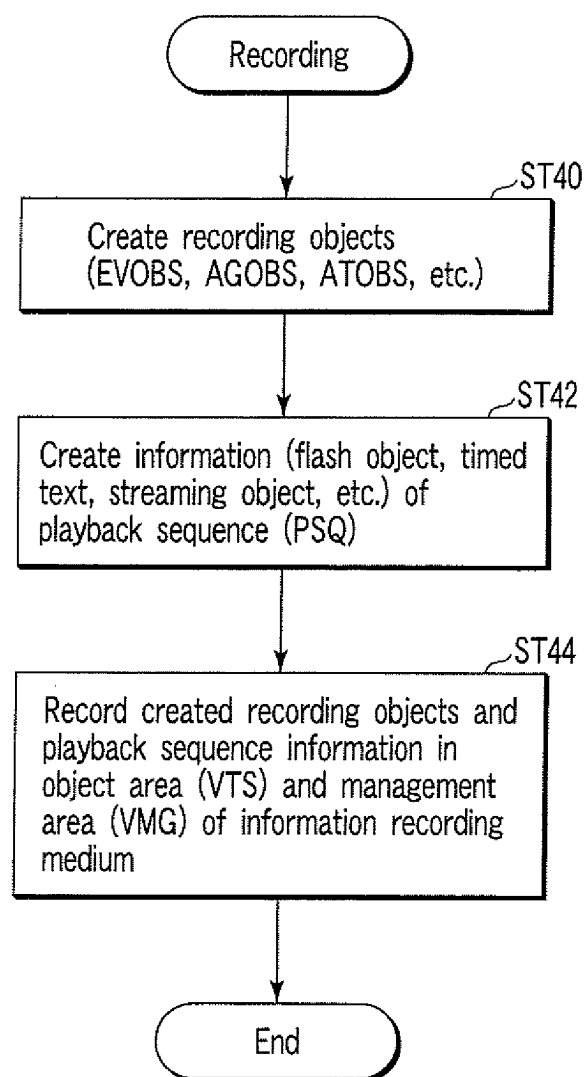 Recording
ST40
Create recording objects
(EVOBS, AGOBS, ATOBS, etc.)
ST42
Create information (flash object, timed
text, streaming object, etc.) of
playback sequence (PSQ)
ST44
Record created recording objects and
playback sequence information in
object area (VTS) and management
area (VMG) of information recording
medium
End